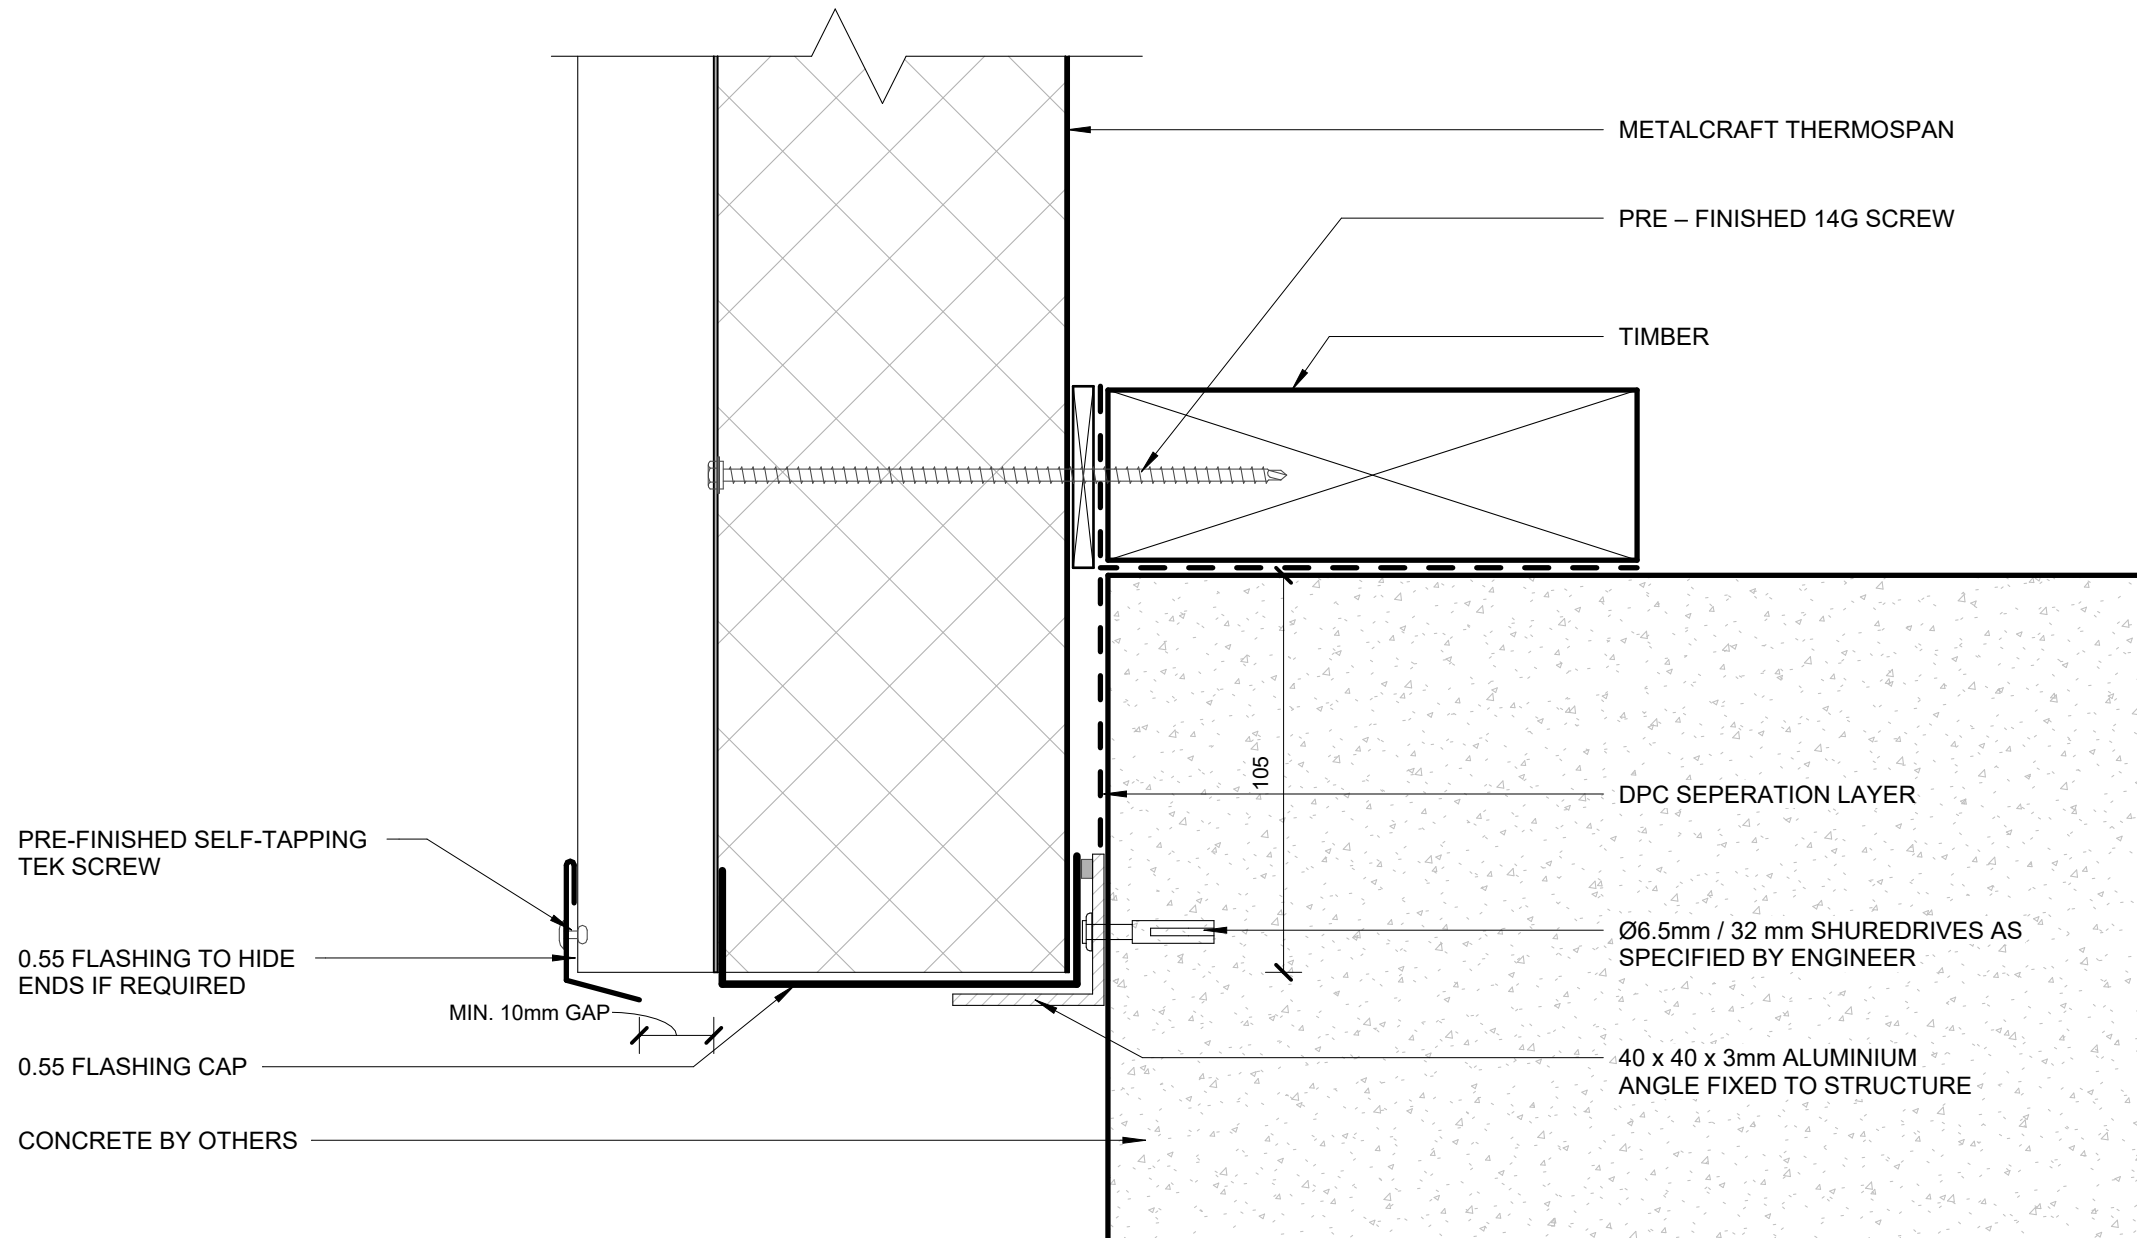 METALCRAFT THERMOSPAN
PRE – FINISHED 14G SCREW
TIMBER
105
DPC SEPERATION LAYER
PRE-FINISHED SELF-TAPPING
TEK SCREW
Ø6.5mm / 32 mm SHUREDRIVES AS
SPECIFIED BY ENGINEER
0.55 FLASHING TO HIDE
ENDS IF REQUIRED
MIN. 10mm GAP
0.55 FLASHING CAP
40 x 40 x 3mm ALUMINIUM
ANGLE FIXED TO STRUCTURE
CONCRETE BY OTHERS